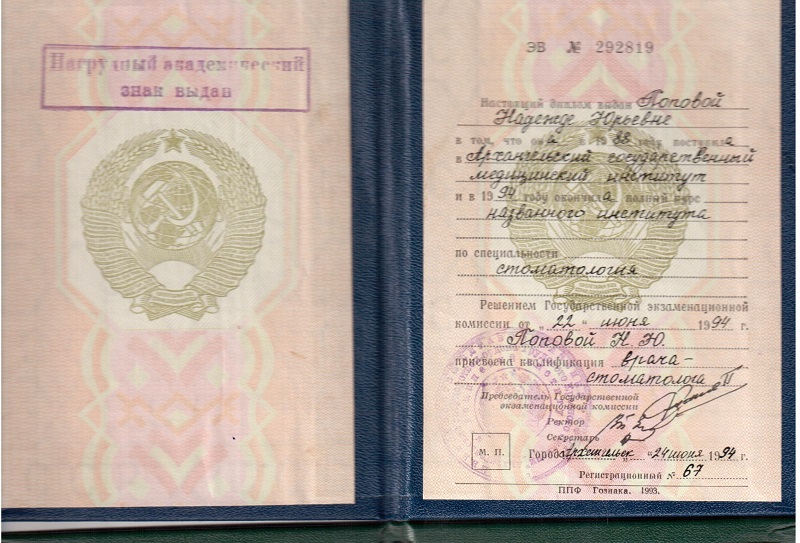 Нагрудный академический
знак выдан
ЭВ № 292819
Настоящий диплом выдан Поповой
Надежде Юрьевне
в том, что она в 1988 году поступила
в Архангельский государственный
медицинский институт
и в 1994 году окончила полный курс
названного института
по специальности
стоматология
Решением Государственной экзаменационной
комиссии от „22" июня 1994 г.
Поповой Н. Ю.
присвоена квалификация врача-
стоматолога
Председатель Государственной
экзаменационной комиссии
Ректор
Секретарь
М. П.
Город Архангельск „24 июня 1994 г.
Регистрационный № 67
ППФ Гознака. 1993.